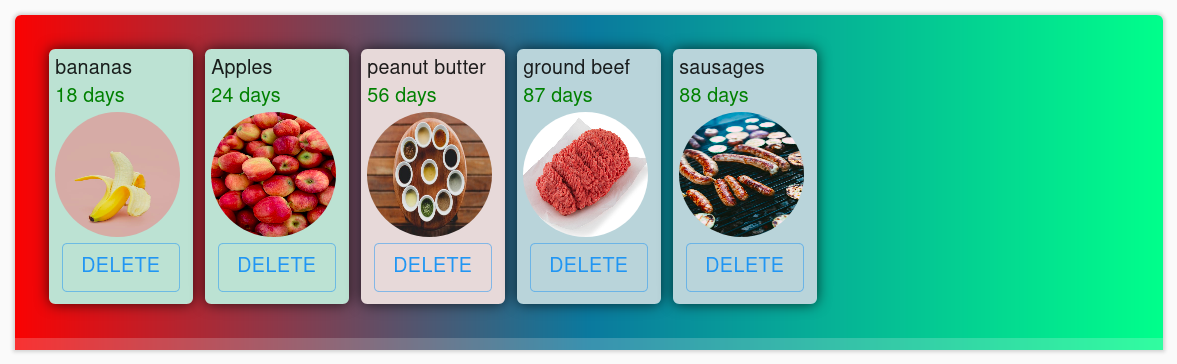 bananas
18 days
DELETE
Apples
24 days
DELETE
peanut butter
56 days
DELETE
ground beef
87 days
DELETE
sausages
88 days
DELETE